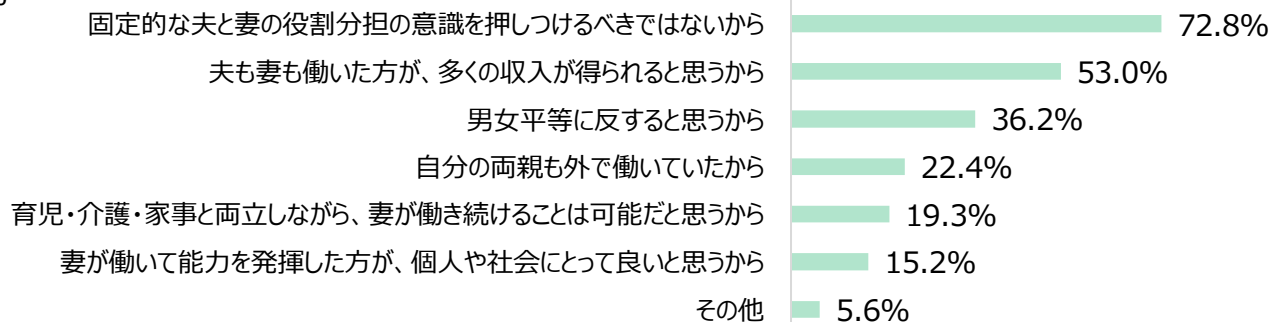 固定的な夫と妻の役割分担の意識を押しつけるべきではないから 72.8%
夫も妻も働いた方が、多くの収入が得られると思うから 53.0%
男女平等に反すると思うから 36.2%
自分の両親も外で働いていたから 22.4%
育児・介護・家事と両立しながら、妻が働き続けることは可能だと思うから 19.3%
妻が働いて能力を発揮した方が、個人や社会にとって良いと思うから 15.2%
その他 5.6%